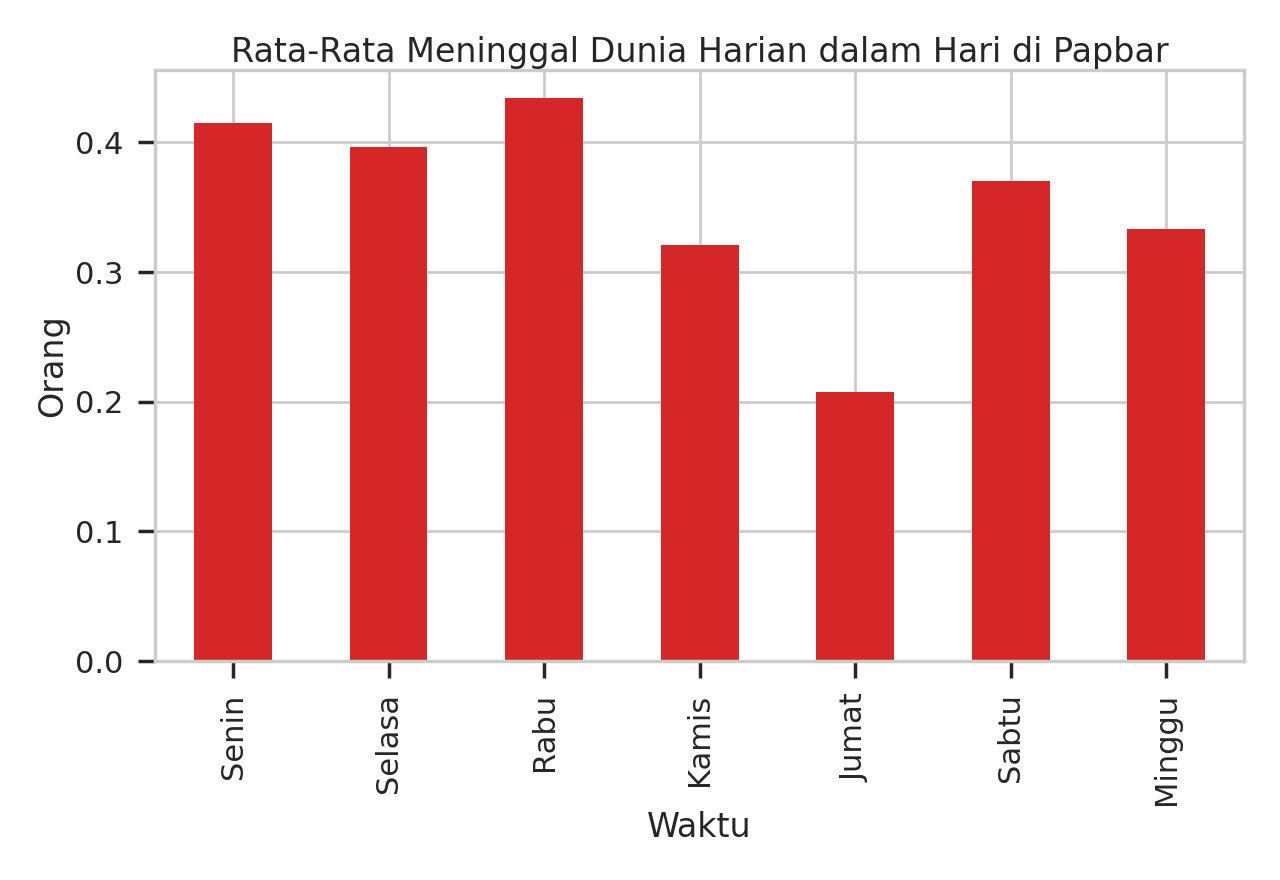 Rata-Rata Meninggal Dunia Harian dalam Hari di Papbar
0.4
0.3
0.2
0.1
0.0
Orang
Senin
Selasa
Rabu
Kamis
Jumat
Sabtu
Minggu
Waktu